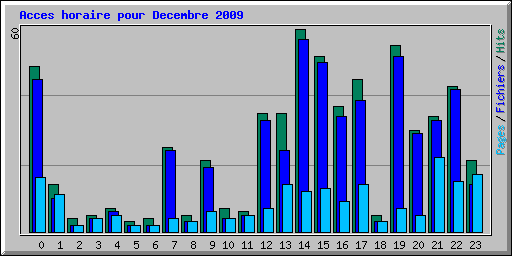 Acces horaire pour Decembre 2009
60
Pages / Fichiers / Hits
0 1 2 3 4 5 6 7 8 9 10 11 12 13 14 15 16 17 18 19 20 21 22 23